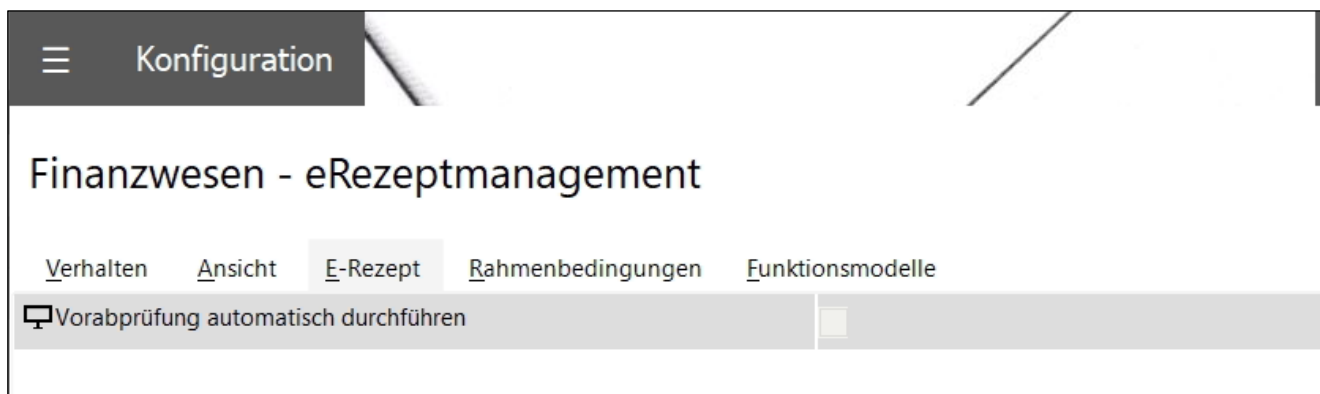 Konfiguration
Finanzwesen - eRezeptmanagement
Verhalten Ansicht E-Rezept Rahmenbedingungen Funktionsmodelle
Vorabprüfung automatisch durchführen